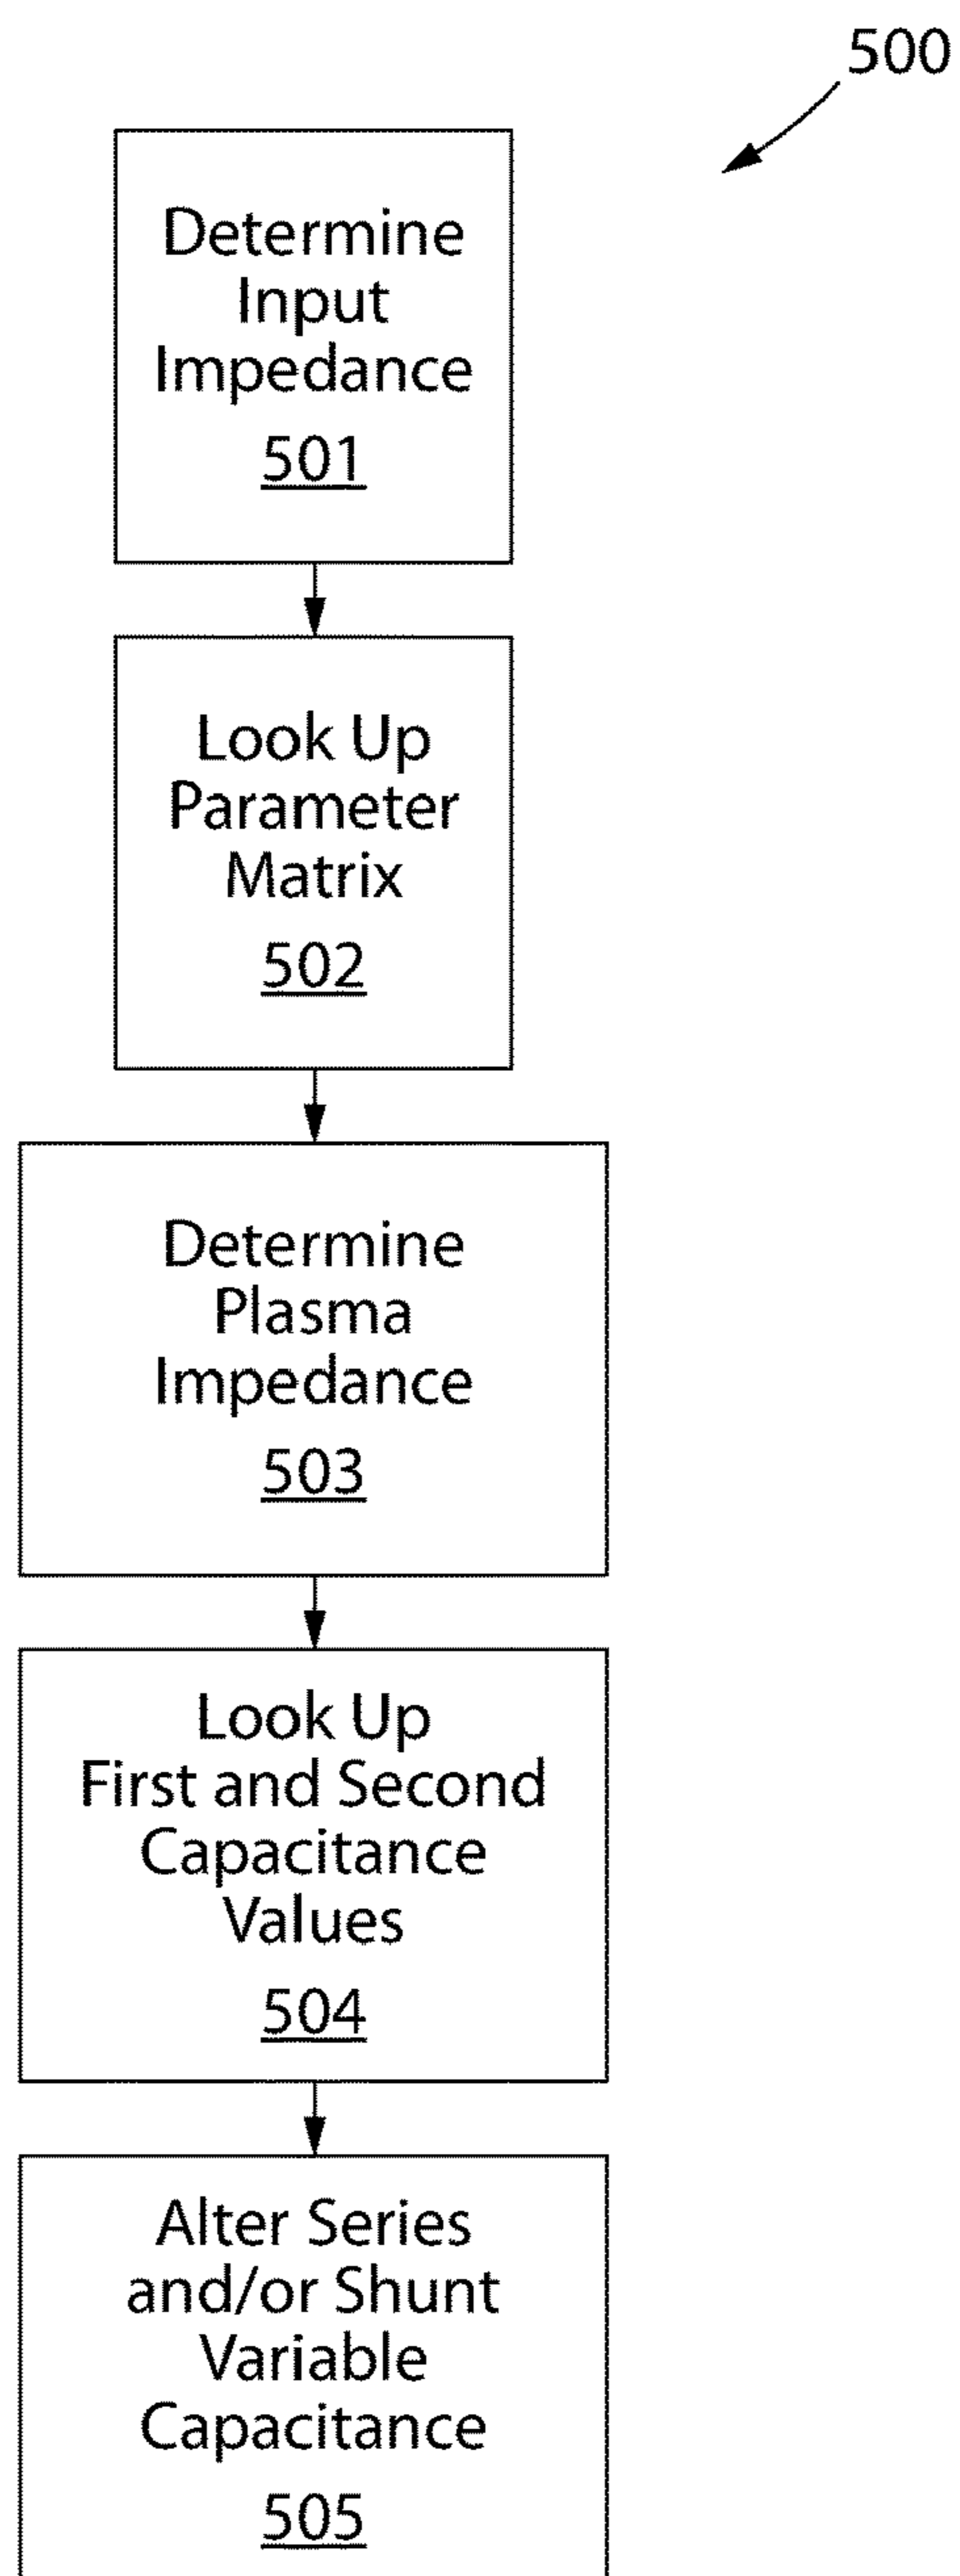 500
Determine
Input
Impedance
501
Look Up
Parameter
Matrix
502
Determine
Plasma
Impedance
503
Look Up
First and Second
Capacitance
Values
504
Alter Series
and/or Shunt
Variable
Capacitance
505